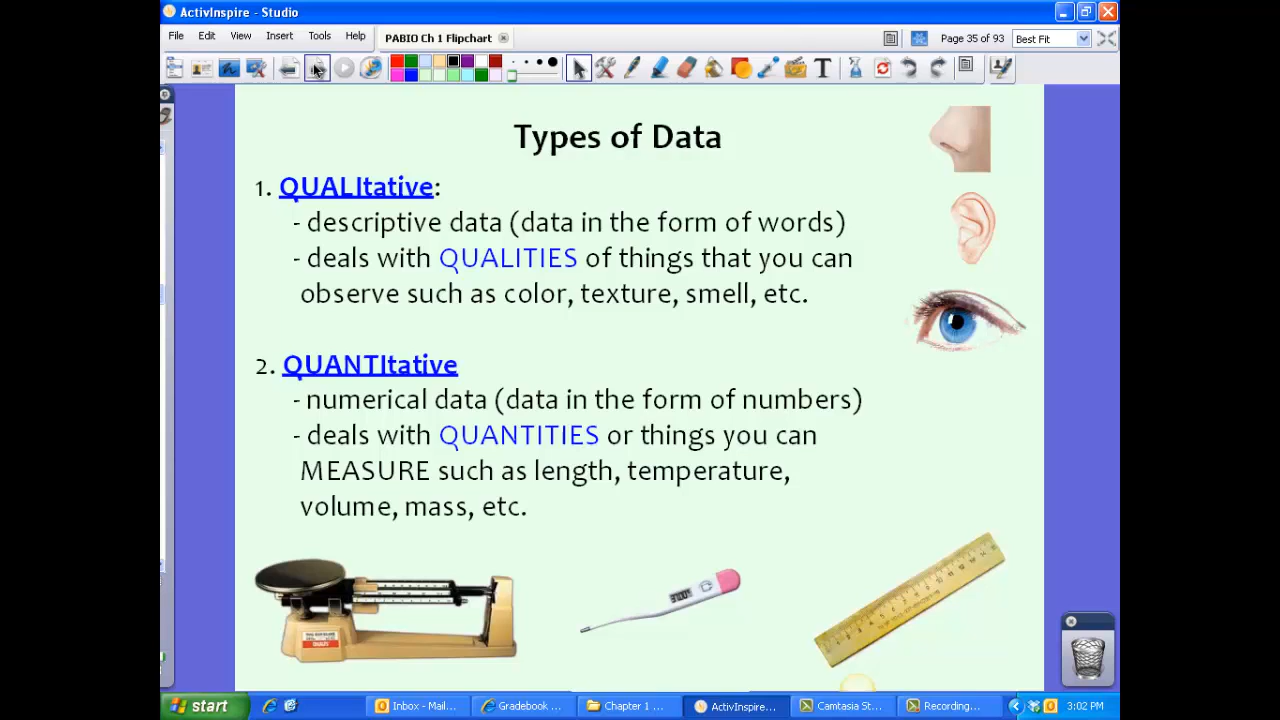 ActivInspire - Studio
File Edit View Insert Tools Help
PABIO Ch 1 Flipchart
Page 35 of 93
Best Fit
Types of Data
1. QUALItative:
- descriptive data (data in the form of words)
- deals with QUALITIES of things that you can
observe such as color, texture, smell, etc.
2. QUANTItative
- numerical data (data in the form of numbers)
- deals with QUANTITIES or things you can
MEASURE such as length, temperature,
volume, mass, etc.
start
Inbox - Mail...
Gradebook ...
Chapter 1 ...
ActivInspire...
Camtasia St...
Recording...
3:02 PM